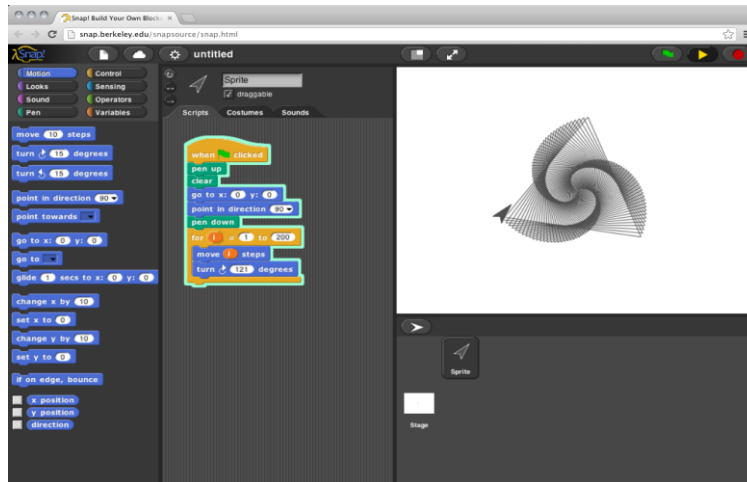 Snap! Build Your Own Blocks
snap.berkeley.edu/snapsource/snap.html
Snap!
untitled
Motion Control
Looks Sensing
Sound Operators
Pen Variables
Sprite
draggable
Scripts Costumes Sounds
move 10 steps
turn 15 degrees
turn 15 degrees
point in direction 90
point towards
go to x: 0 y: 0
go to
glide 1 secs to x: 0 y: 0
change x by 10
set x to 0
change y by 10
set y to 0
if on edge, bounce
x position
y position
direction
when clicked
pen up
clear
go to x: 0 y: 0
point in direction 90
pen down
for i = 1 to 200
move i steps
turn 121 degrees
Sprite
Stage